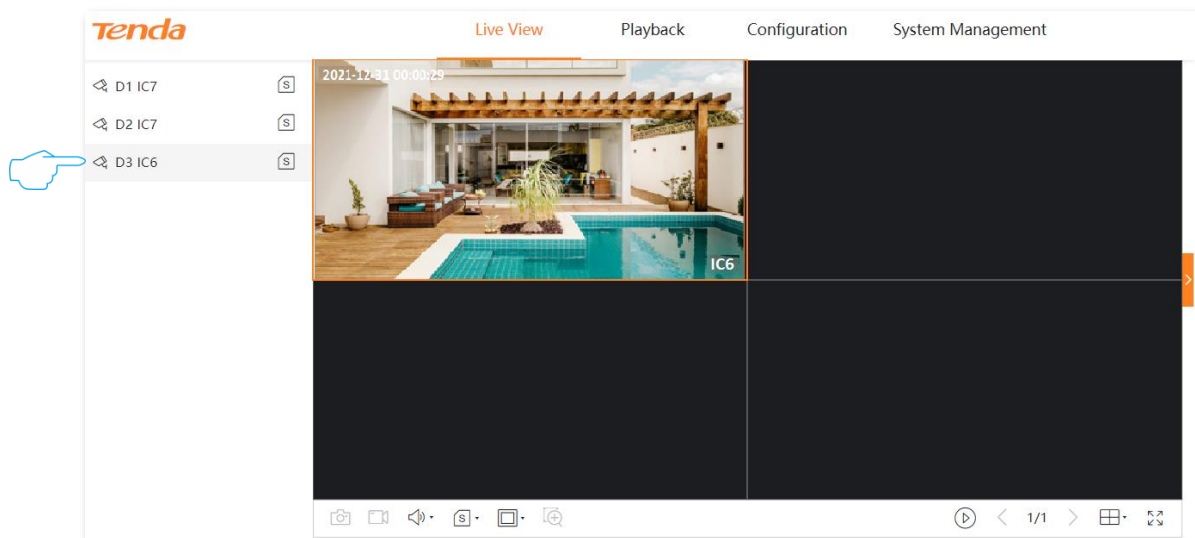 Tenda
Live View Playback Configuration System Management
D1 IC7 S
D2 IC7 S
D3 IC6 S
2021-12-31 00:00:29
IC6
S 1/1